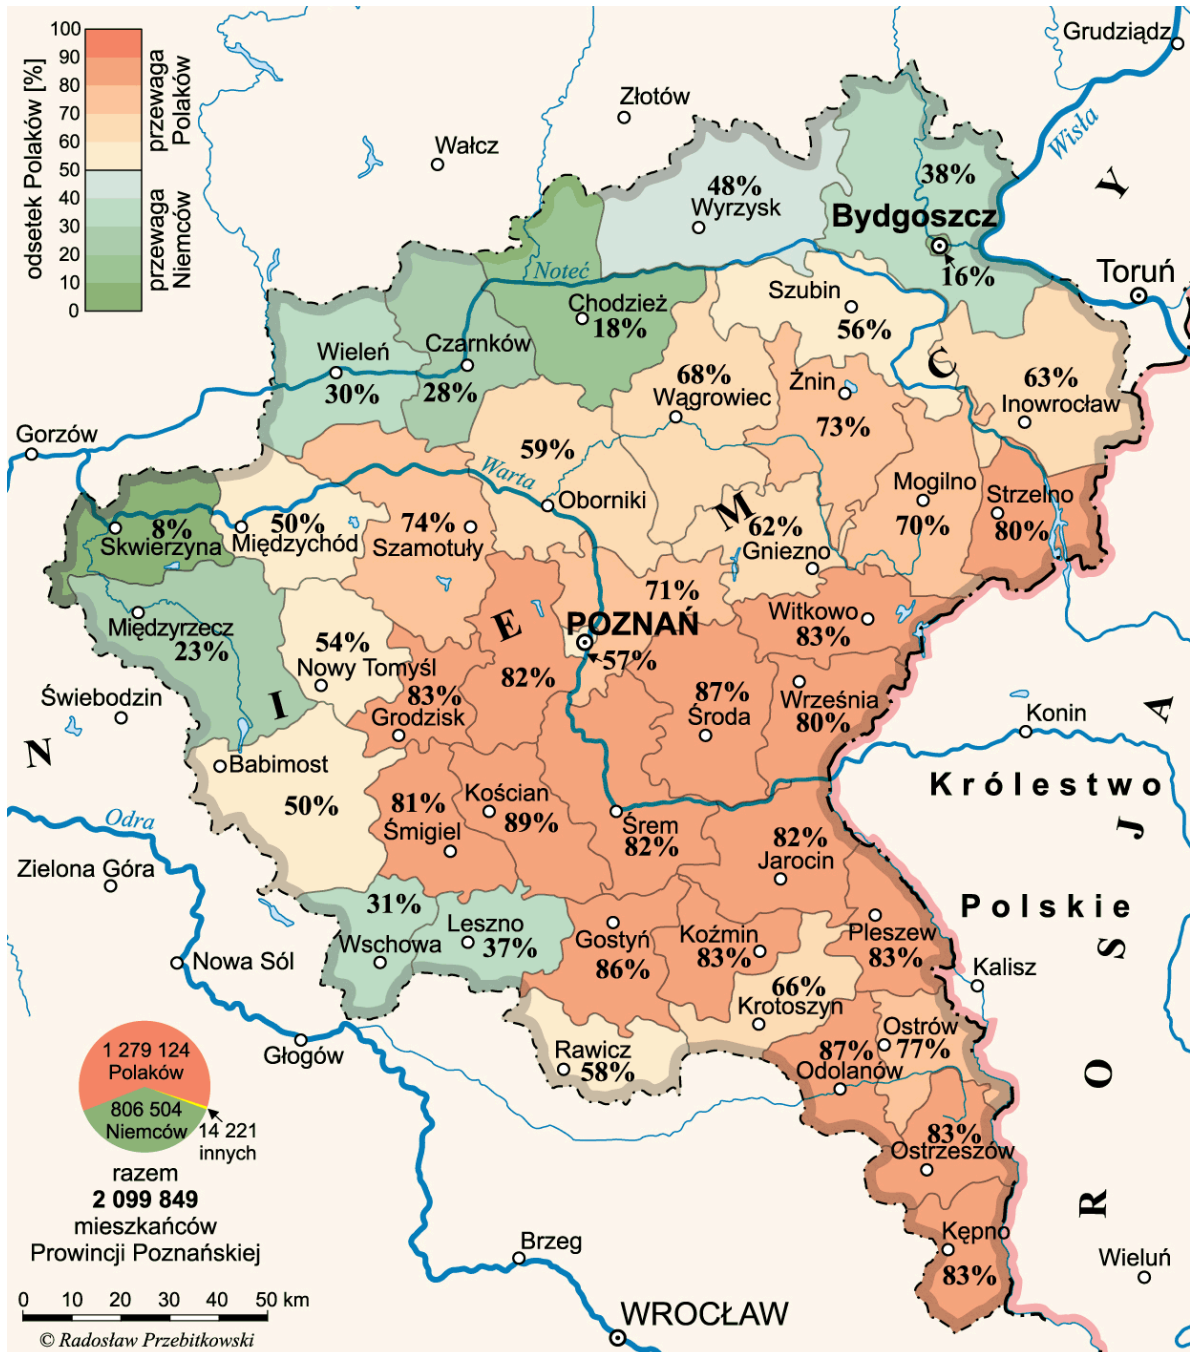 100
90
80
70
60
50
40
30
20
10
0
odsetek Polaków [%]
przewaga
Polaków
przewaga
Niemców
Grudziądz
Wisła
Złotów
Wałcz
48%
Wyrzysk
38%
Bydgoszcz
16%
Toruń
Noteć
Chodzież
18%
Szubin
56%
Wieleń
30%
Czarnków
28%
68%
Wągrowiec
Żnin
73%
63%
Inowrocław
Gorzów
59%
Warta
Oborniki
Mogilno
70%
Strzelno
80%
8%
Skwierzyna
50%
Międzychód
74%
Szamotuły
62%
Gniezno
71%
POZNAŃ
57%
Witkowo
83%
Międzyrzecz
23%
54%
Nowy Tomyśl
83%
Grodzisk
82%
87%
Środa
Września
80%
Świebodzin
Konin
N I E M C Y
Babimost
50%
81%
Śmigiel
Kościan
89%
Śrem
82%
82%
Jarocin
Królestwo
Polskie
R O S J A
Odra
Zielona Góra
31%
Wschowa
Leszno
37%
Gostyń
86%
Koźmin
83%
Pleszew
83%
Kalisz
Nowa Sól
66%
Krotoszyn
Głogów
Rawicz
58%
Ostrów
77%
87%
Odolanów
83%
Ostrzeszów
Kępno
83%
Wieluń
Brzeg
WROCŁAW
1 279 124
Polaków
806 504
Niemców
14 221
innych
razem
2 099 849
mieszkańców
Prowincji Poznańskiej
0 10 20 30 40 50 km
© Radosław Przebitkowski